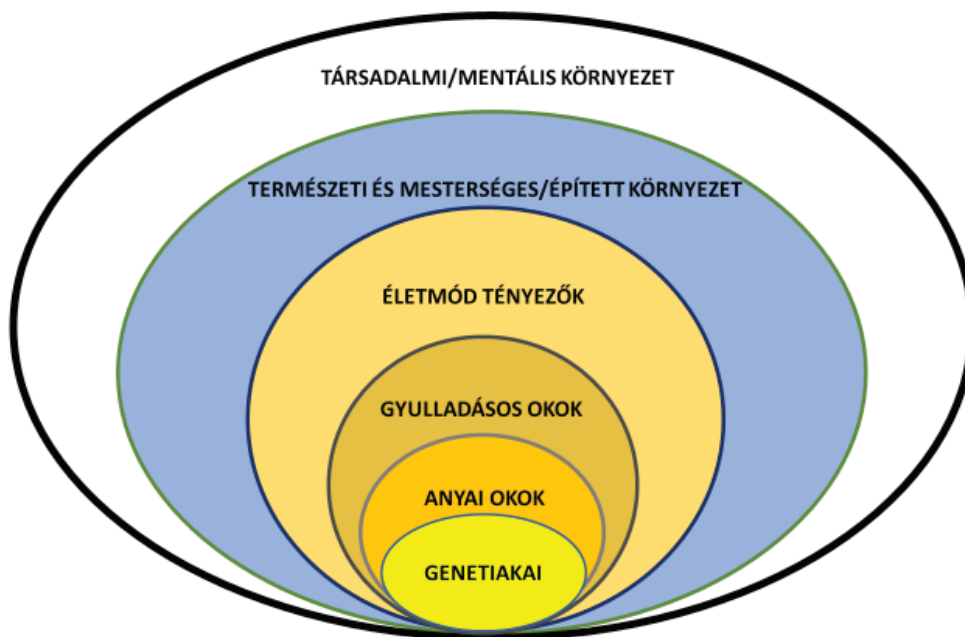 TÁRSADALMI/MENTÁLIS KÖRNYEZET
TERMÉSZETI ÉS MESTERSÉGES/ÉPÍTETT KÖRNYEZET
ÉLETMÓD TÉNYEZŐK
GYULLADÁSOS OKOK
ANYAI OKOK
GENETIAKAI